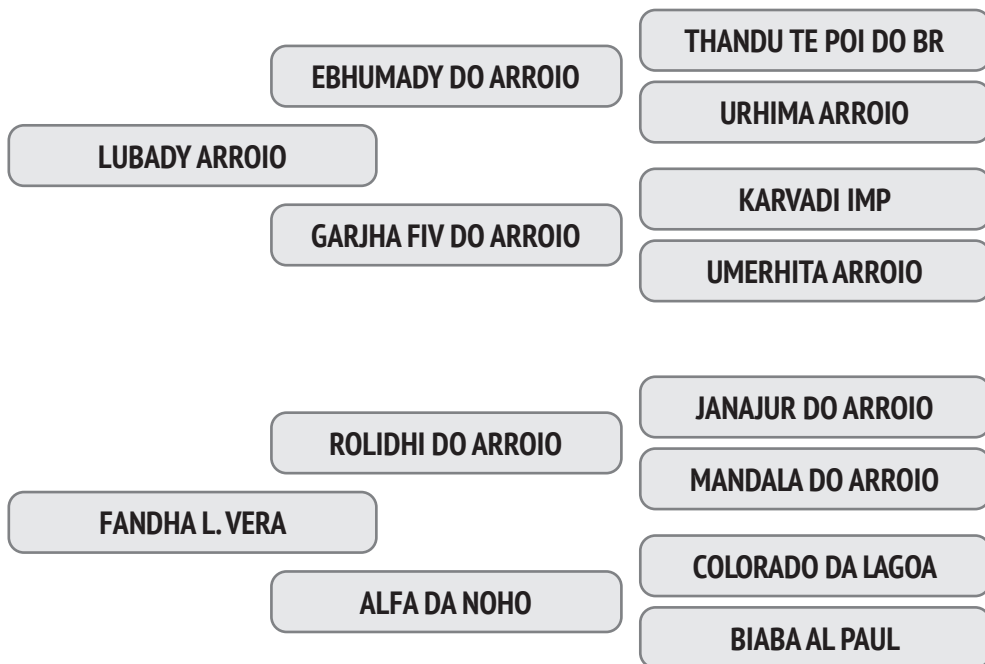 THANDU TE POI DO BR
EBHUMADY DO ARROIO
URHIMA ARROIO
LUBADY ARROIO
KARVADI IMP
GARJHA FIV DO ARROIO
UMERHITA ARROIO
JANAJUR DO ARROIO
ROLIDHI DO ARROIO
MANDALA DO ARROIO
FANDHA L. VERA
COLORADO DA LAGOA
ALFA DA NOHO
BIABA AL PAUL